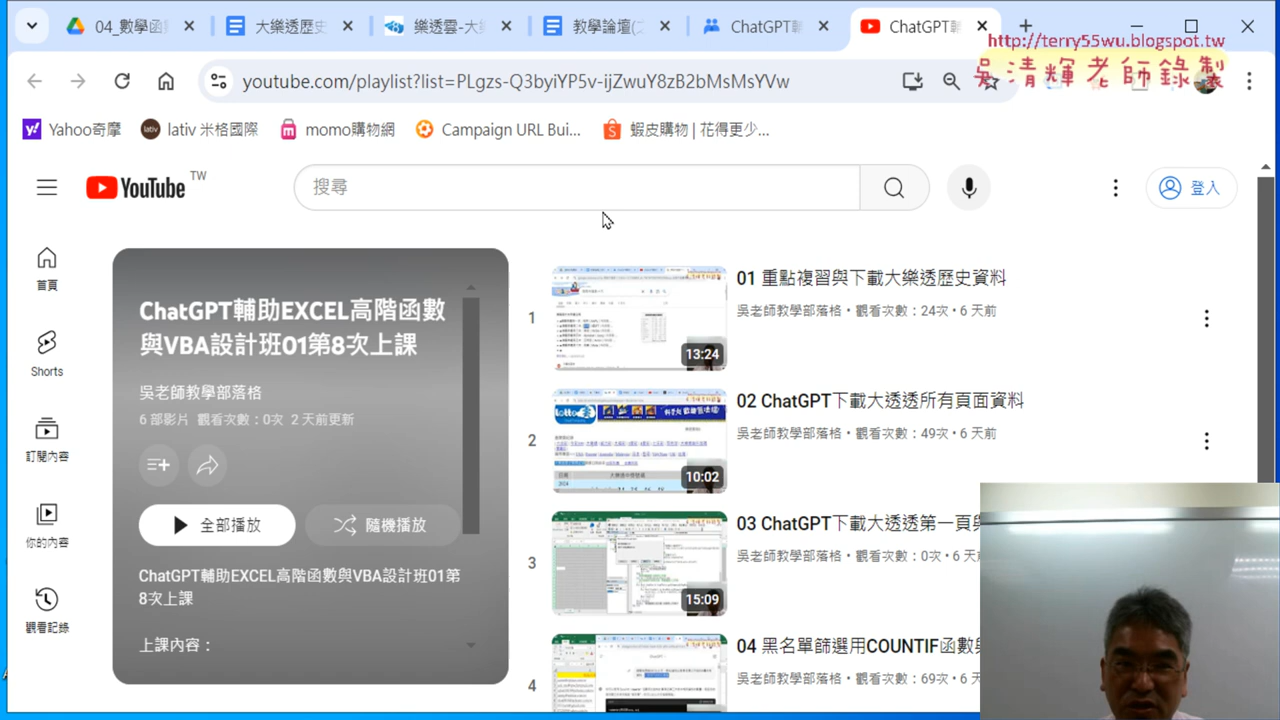 04_數學函
大樂透歷史
樂透雲-大
教學論壇(
ChatGPT輔
ChatGPT輔
http://terry55wu.blogspot.tw
吳清輝老師錄製
youtube.com/playlist?list=PLgzs-Q3byiYP5v-ijZwuY8zB2bMsMsYVw
Yahoo奇摩
lativ 米格國際
momo購物網
Campaign URL Bui...
蝦皮購物 | 花得更少...
YouTube TW
搜尋
登入
首頁
Shorts
訂閱內容
你的內容
觀看記錄
ChatGPT輔助EXCEL高階函數
與VBA設計班01第8次上課
吳老師教學部落格
6 部影片 觀看次數：0次 2 天前更新
全部播放
隨機播放
ChatGPT輔助EXCEL高階函數與VBA設計班01第
8次上課
上課內容：
1
13:24
01 重點複習與下載大樂透歷史資料
吳老師教學部落格 • 觀看次數：24次 • 6 天前
2
10:02
02 ChatGPT下載大透透所有頁面資料
吳老師教學部落格 • 觀看次數：49次 • 6 天前
3
15:09
03 ChatGPT下載大透透第一頁
吳老師教學部落格 • 觀看次數：0次 • 6 天
4
04 黑名單篩選用COUNTIF函數
吳老師教學部落格 • 觀看次數：69次 • 6 天